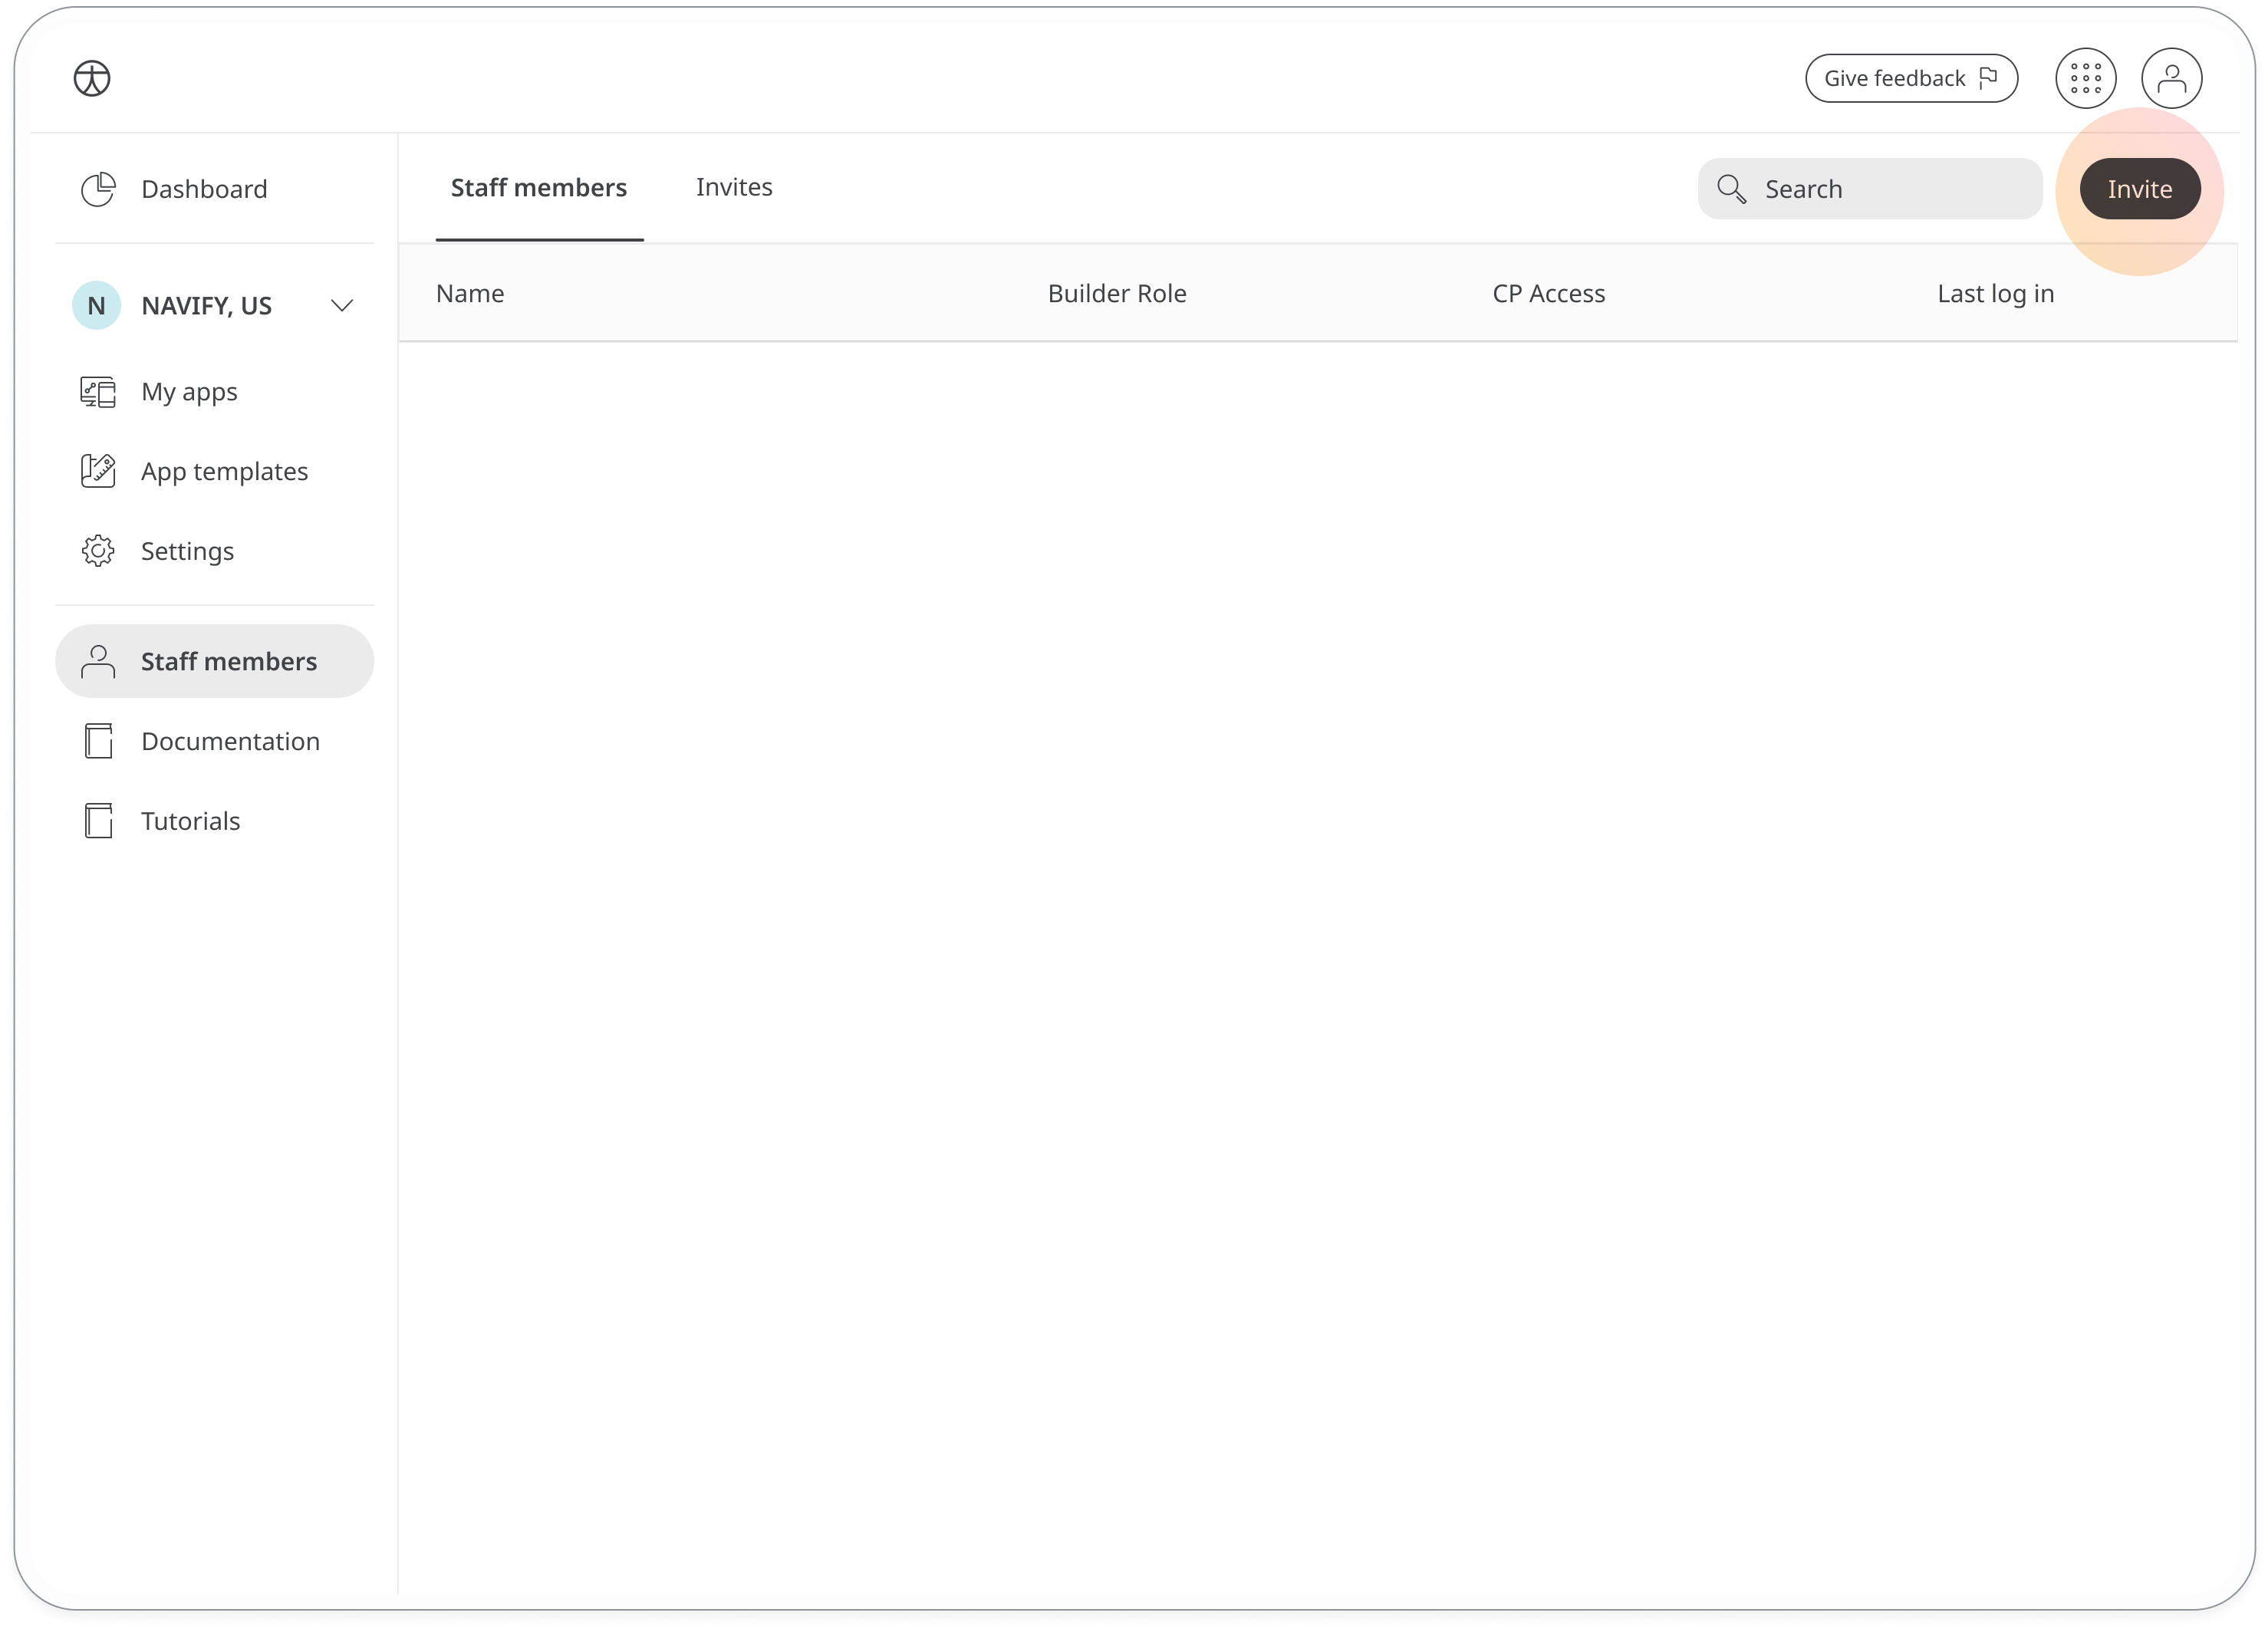 Give feedback
Dashboard
Staff members
Invites
Search
Invite
N
NAVIFY, US
Name
Builder Role
CP Access
Last log in
My apps
App templates
Settings
Staff members
Documentation
Tutorials